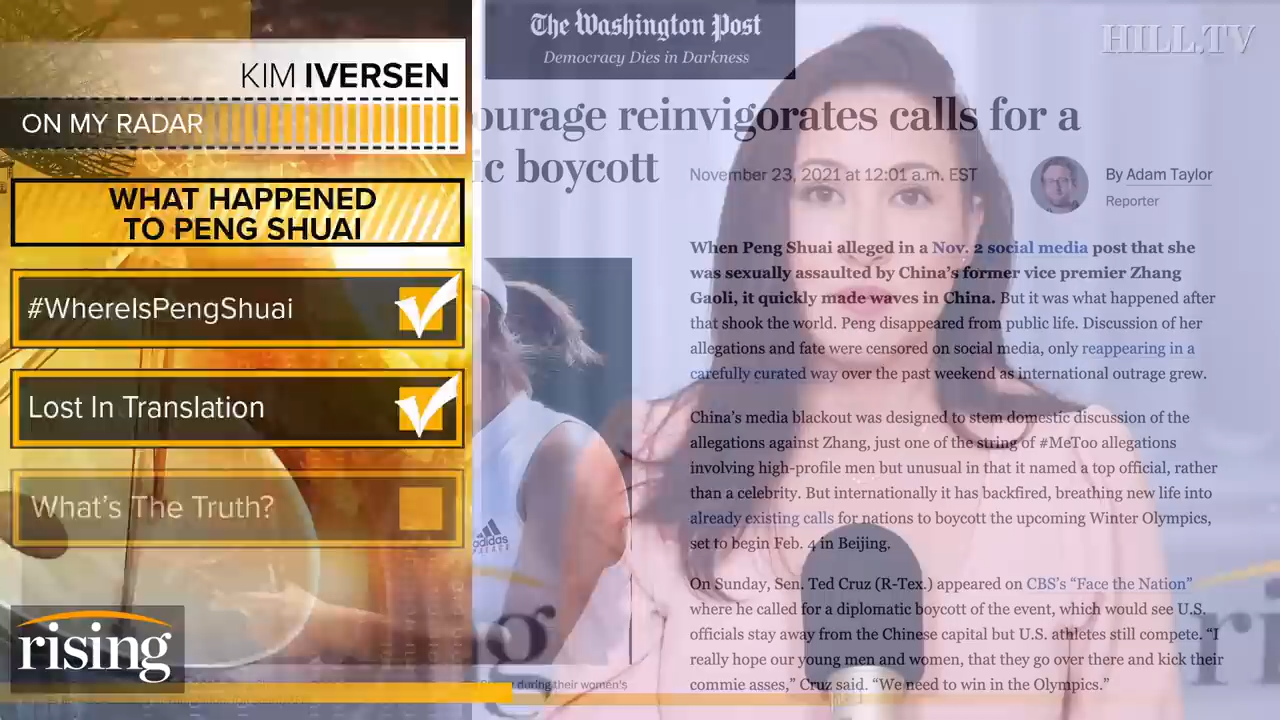 KIM IVERSEN
ON MY RADAR
WHAT HAPPENED
TO PENG SHUAI
#WhereIsPengShuai
Lost In Translation
What's The Truth?
rising
The Washington Post
Democracy Dies in Darkness
HILL.TV
ourage reinvigorates calls for a
ic boycott
November 23, 2021 at 12:01 a.m. EST
By Adam Taylor
Reporter
When Peng Shuai alleged in a Nov. 2 social media post that she
was sexually assaulted by China's former vice premier Zhang
Gaoli, it quickly made waves in China. But it was what happened after
that shook the world. Peng disappeared from public life. Discussion of her
allegations and fate were censored on social media, only reappearing in a
carefully curated way over the past weekend as international outrage grew.
China's media blackout was designed to stem domestic discussion of the
allegations against Zhang, just one of the string of #MeToo allegations
involving high-profile men but unusual in that it named a top official, rather
than a celebrity. But internationally it has backfired, breathing new life into
already existing calls for nations to boycott the upcoming Winter Olympics,
set to begin Feb. 4 in Beijing.
On Sunday, Sen. Ted Cruz (R-Tex.) appeared on CBS's “Face the Nation”
where he called for a diplomatic boycott of the event, which would see U.S.
officials stay away from the Chinese capital but U.S. athletes still compete. “I
really hope our young men and women, that they go over there and kick their
commie asses,” Cruz said. “We need to win in the Olympics.”
adidas
during their women's